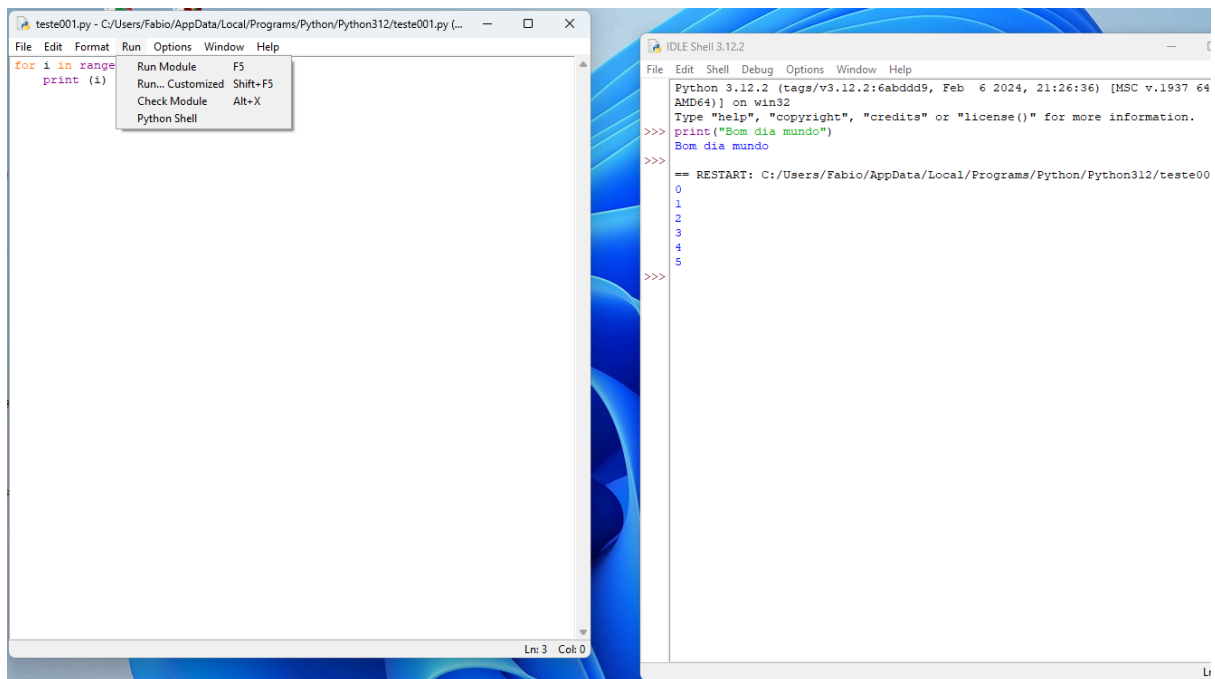 teste001.py - C:/Users/Fabio/AppData/Local/Programs/Python/Python312/teste001.py (...
File Edit Format Run Options Window Help
for i in range
print (i)
Run Module F5
Run... Customized Shift+F5
Check Module Alt+X
Python Shell
Ln: 3 Col: 0
IDLE Shell 3.12.2
File Edit Shell Debug Options Window Help
Python 3.12.2 (tags/v3.12.2:6abddd9, Feb 6 2024, 21:26:36) [MSC v.1937 64
AMD64)] on win32
Type "help", "copyright", "credits" or "license()" for more information.
>>> print("Bom dia mundo")
Bom dia mundo
>>>
== RESTART: C:/Users/Fabio/AppData/Local/Programs/Python/Python312/teste00
0
1
2
3
4
5
>>>